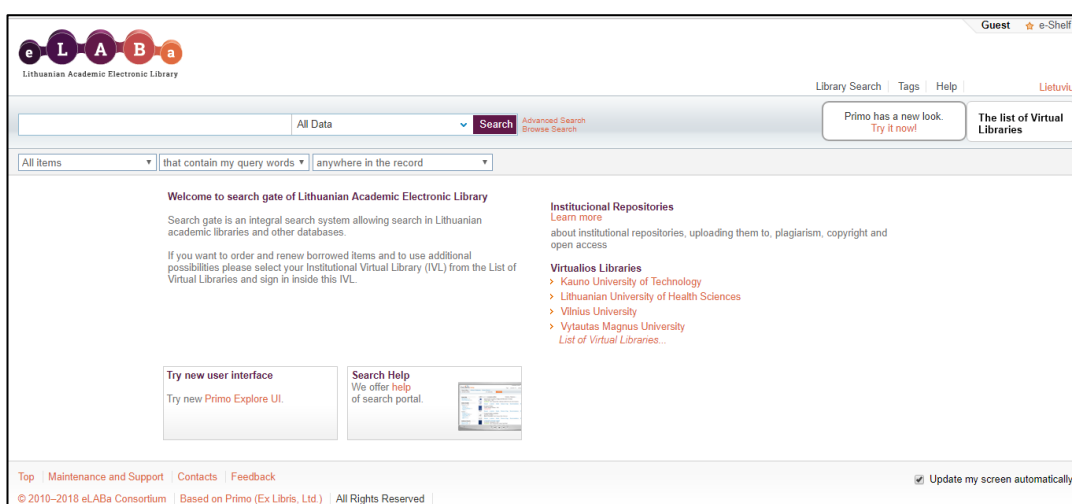 Guest e-Shelf
e L A B a
Lithuanian Academic Electronic Library
Library Search Tags Help Lietuvių
All Data Search Advanced Search
Browse Search
Primo has a new look.
Try it now!
The list of Virtual
Libraries
All items that contain my query words anywhere in the record
Welcome to search gate of Lithuanian Academic Electronic Library
Search gate is an integral search system allowing search in Lithuanian
academic libraries and other databases.
If you want to order and renew borrowed items and to use additional
possibilities please select your Institutional Virtual Library (IVL) from the List of
Virtual Libraries and sign in inside this IVL.
Institucional Repositories
Learn more
about institutional repositories, uploading them to, plagiarism, copyright and
open access
Virtualios Libraries
Kauno University of Technology
Lithuanian University of Health Sciences
Vilnius University
Vytautas Magnus University
List of Virtual Libraries...
Try new user interface
Try new Primo Explore UI.
Search Help
We offer help
of search portal.
Top Maintenance and Support Contacts Feedback
Update my screen automatically
© 2010–2018 eLABa Consortium Based on Primo (Ex Libris, Ltd.) All Rights Reserved